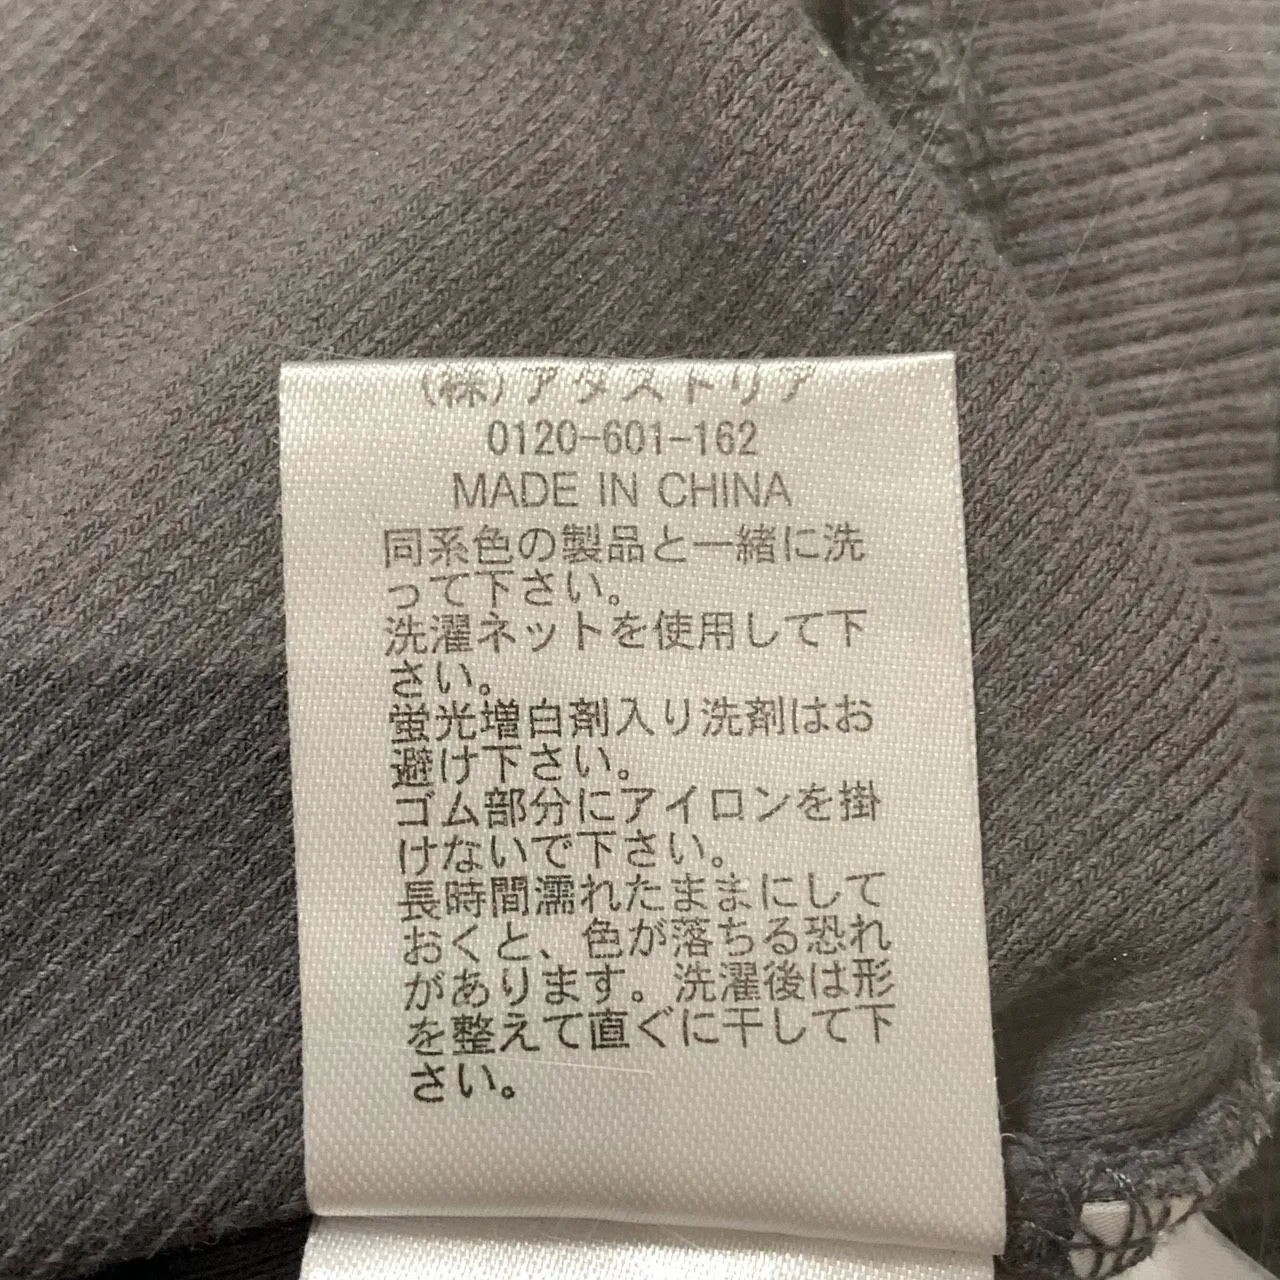 (株)アダストリア
0120-601-162
MADE IN CHINA
同系色の製品と一緒に洗
って下さい。
洗濯ネットを使用して下
さい。
蛍光増白剤入り洗剤はお
避け下さい。
ゴム部分にアイロンを掛
けないで下さい。
長時間濡れたままにして
おくと、色が落ちる恐れ
があります。洗濯後は形
を整えて直ぐに干して下
さい。